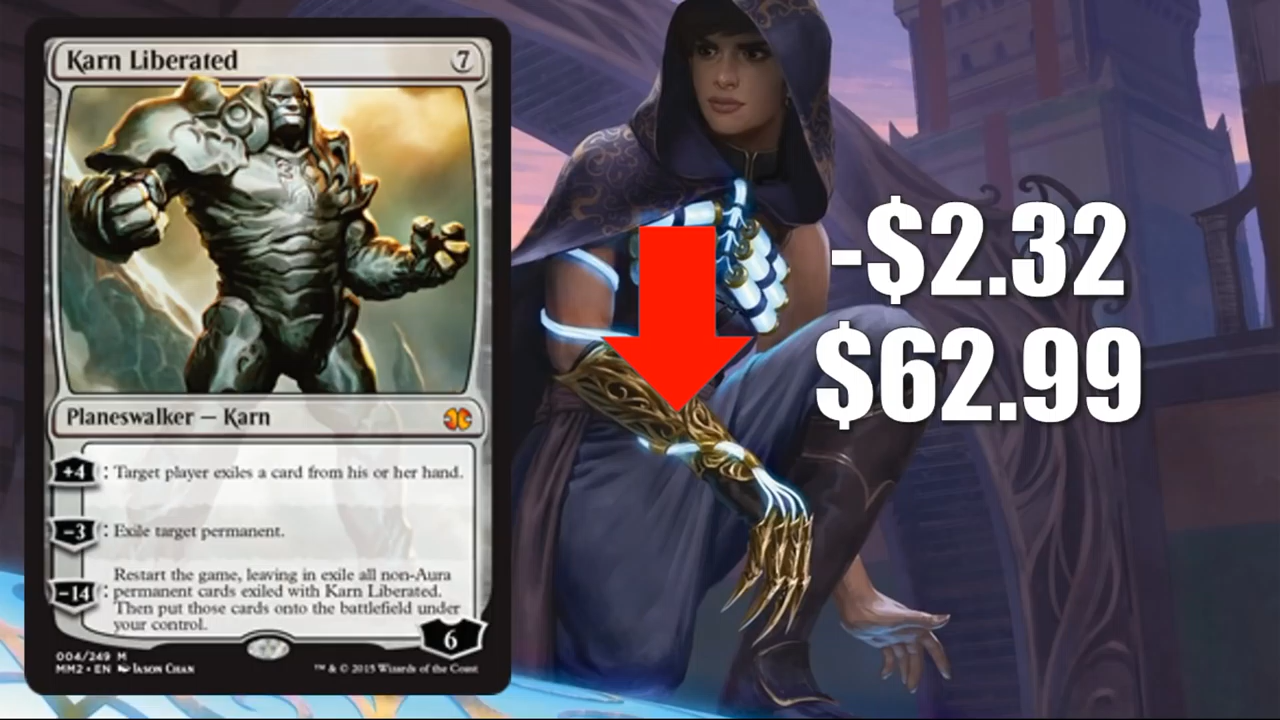 Karn Liberated 7
Planeswalker — Karn
+4 : Target player exiles a card from his or her hand.
-3 : Exile target permanent.
-14 : Restart the game, leaving in exile all non-Aura
permanent cards exiled with Karn Liberated.
Then put those cards onto the battlefield under
your control.
6
004/249 M
MM2 • EN Jason Chan
™ & © 2015 Wizards of the Coast
-$2.32
$62.99